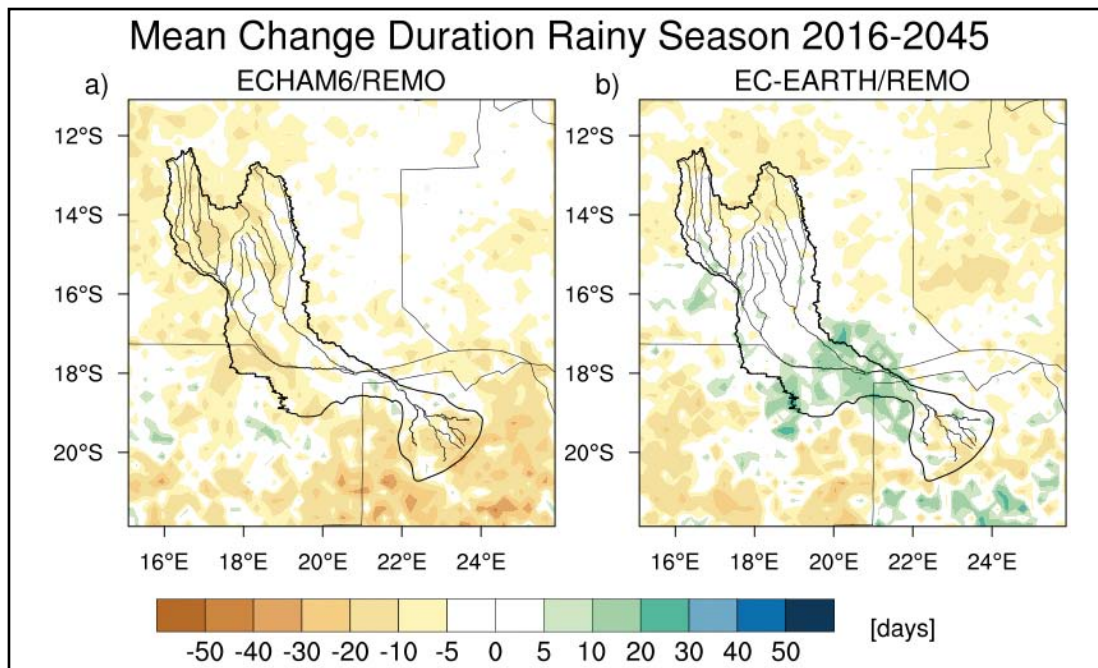 Mean Change Duration Rainy Season 2016-2045
a) ECHAM6/REMO
b) EC-EARTH/REMO
12°S
14°S
16°S
18°S
20°S
16°E 18°E 20°E 22°E 24°E
12°S
14°S
16°S
18°S
20°S
16°E 18°E 20°E 22°E 24°E
-50 -40 -30 -20 -10 -5 0 5 10 20 30 40 50 [days]